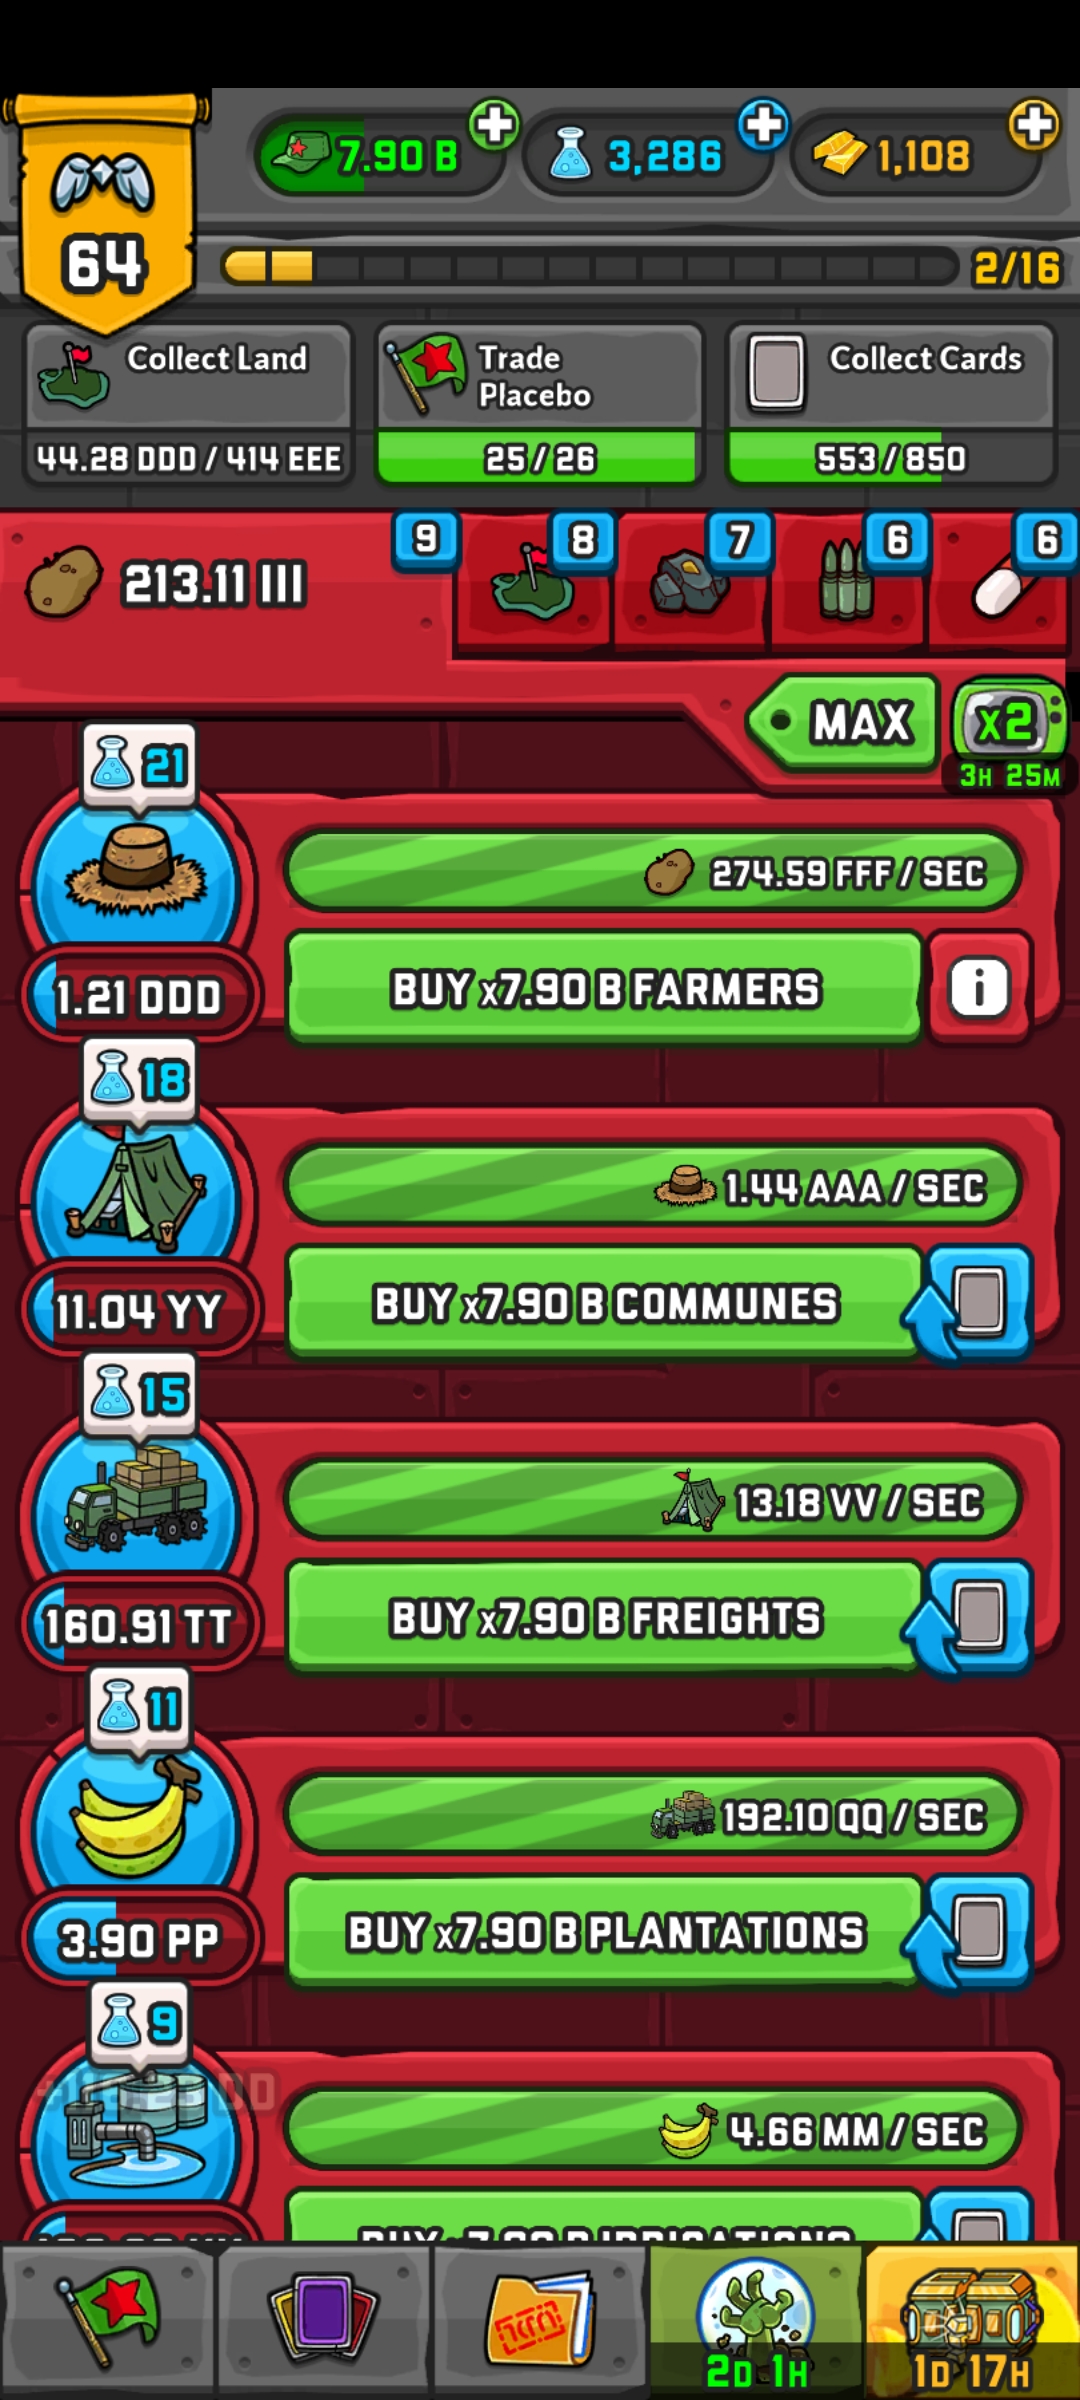 7.90 B
3,286
1,108
64
2/16
Collect Land
44.28 DDD / 414 EEE
Trade
Placebo
25 / 26
Collect Cards
553 / 850
213.11 III
9
8
7
6
6
MAX
x2
3H 25M
21
274.59 FFF / SEC
1.21 DDD
BUY x7.90 B FARMERS
i
18
1.44 AAA / SEC
11.04 YY
BUY x7.90 B COMMUNES
15
13.18 VV / SEC
160.91 TT
BUY x7.90 B FREIGHTS
11
192.10 QQ / SEC
3.90 PP
BUY x7.90 B PLANTATIONS
9
4.66 MM / SEC
BUY x7.90 B IRRIGATIONS
2D 1H
1D 17H